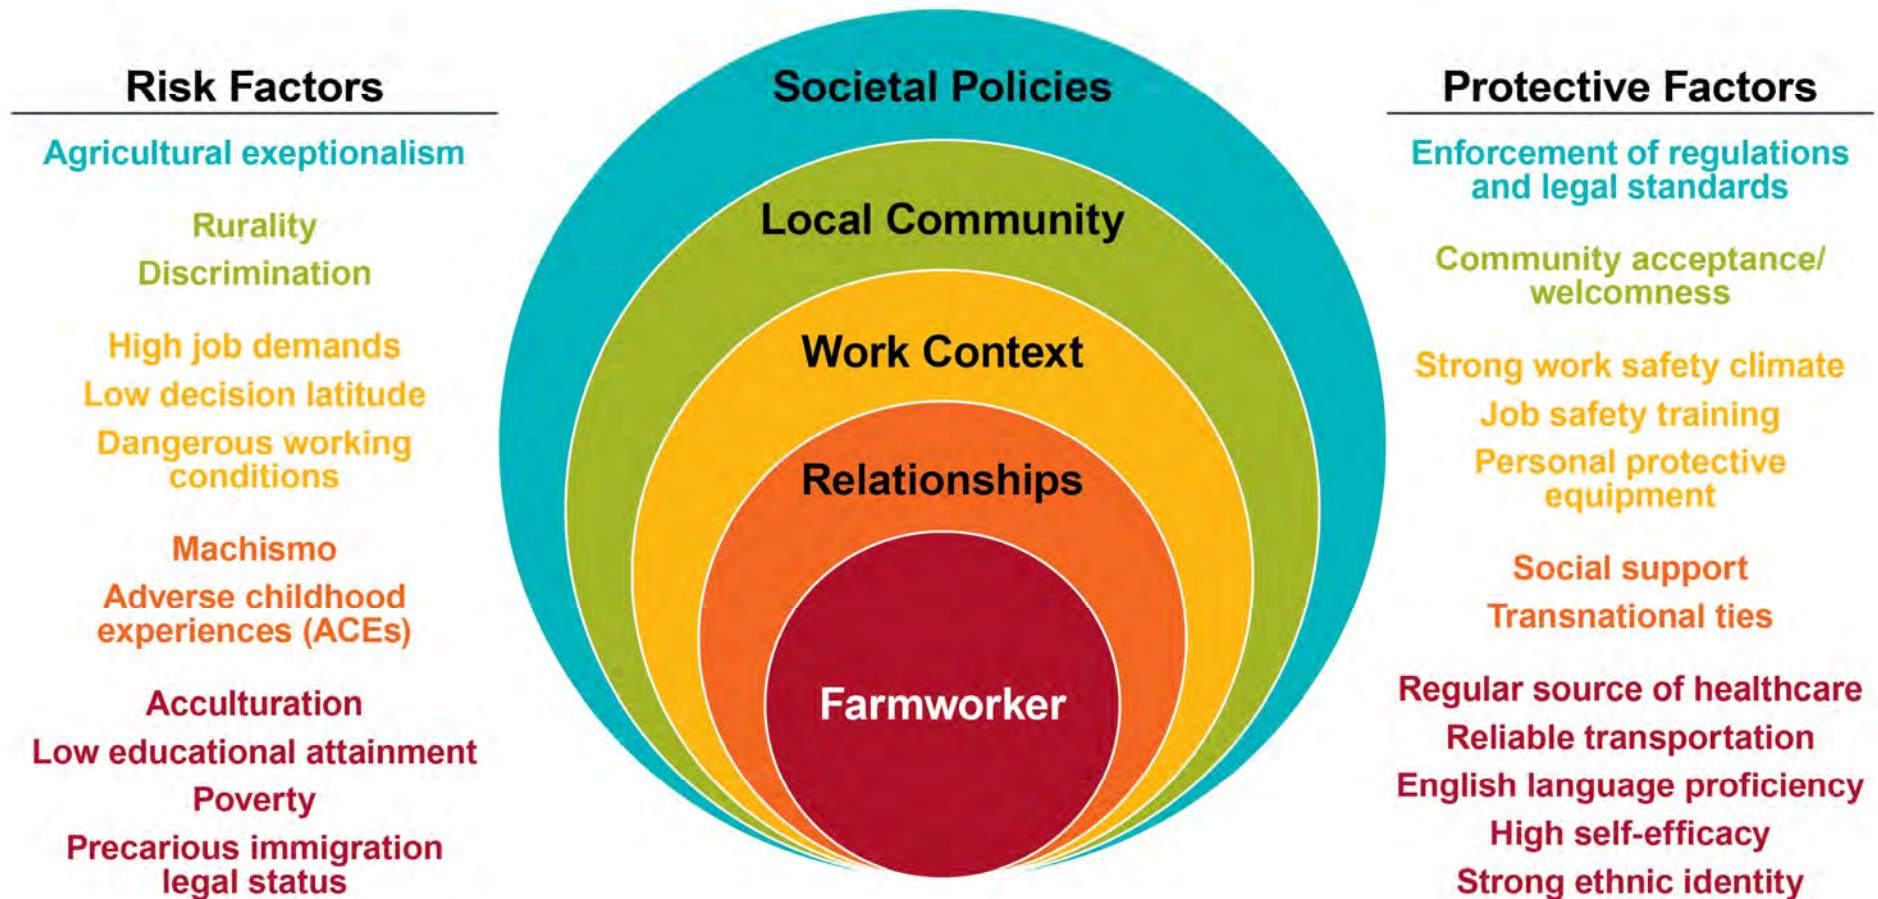 Risk Factors
Agricultural exeptionalism
Rurality
Discrimination
High job demands
Low decision latitude
Dangerous working
conditions
Machismo
Adverse childhood
experiences (ACEs)
Acculturation
Low educational attainment
Poverty
Precarious immigration
legal status
Societal Policies
Local Community
Work Context
Relationships
Farmworker
Protective Factors
Enforcement of regulations
and legal standards
Community acceptance/
welcomness
Strong work safety climate
Job safety training
Personal protective
equipment
Social support
Transnational ties
Regular source of healthcare
Reliable transportation
English language proficiency
High self-efficacy
Strong ethnic identity